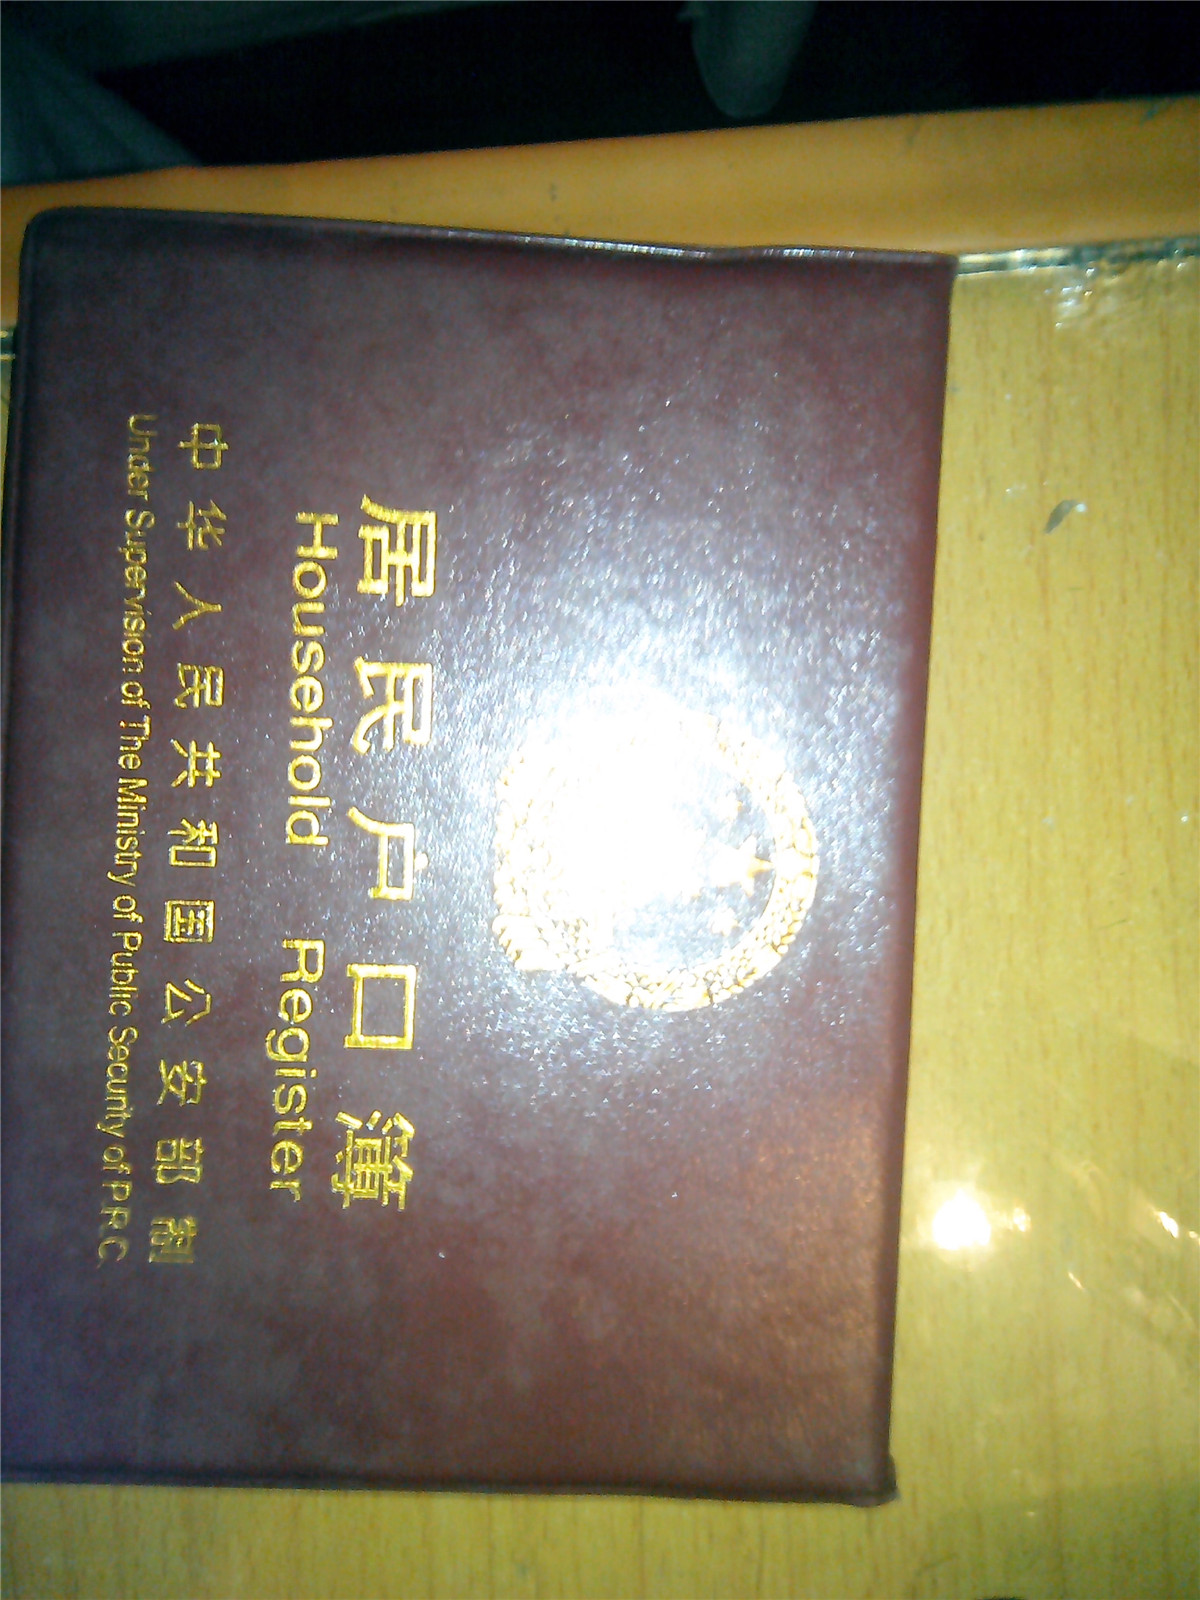 居民户口簿
Household Register
中华人民共和国公安部制
Under Supervision of The Ministry of Public Security of P.R.C.